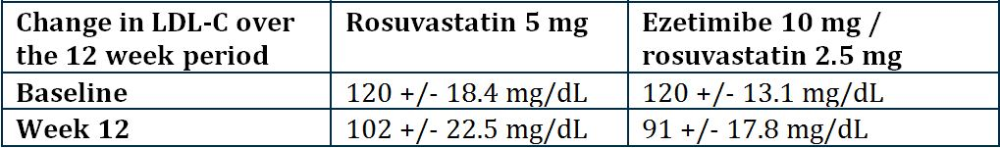 Change in LDL-C over
the 12 week period
Rosuvastatin 5 mg
Ezetimibe 10 mg /
rosuvastatin 2.5 mg
Baseline
120 +/- 18.4 mg/dL
120 +/- 13.1 mg/dL
Week 12
102 +/- 22.5 mg/dL
91 +/- 17.8 mg/dL